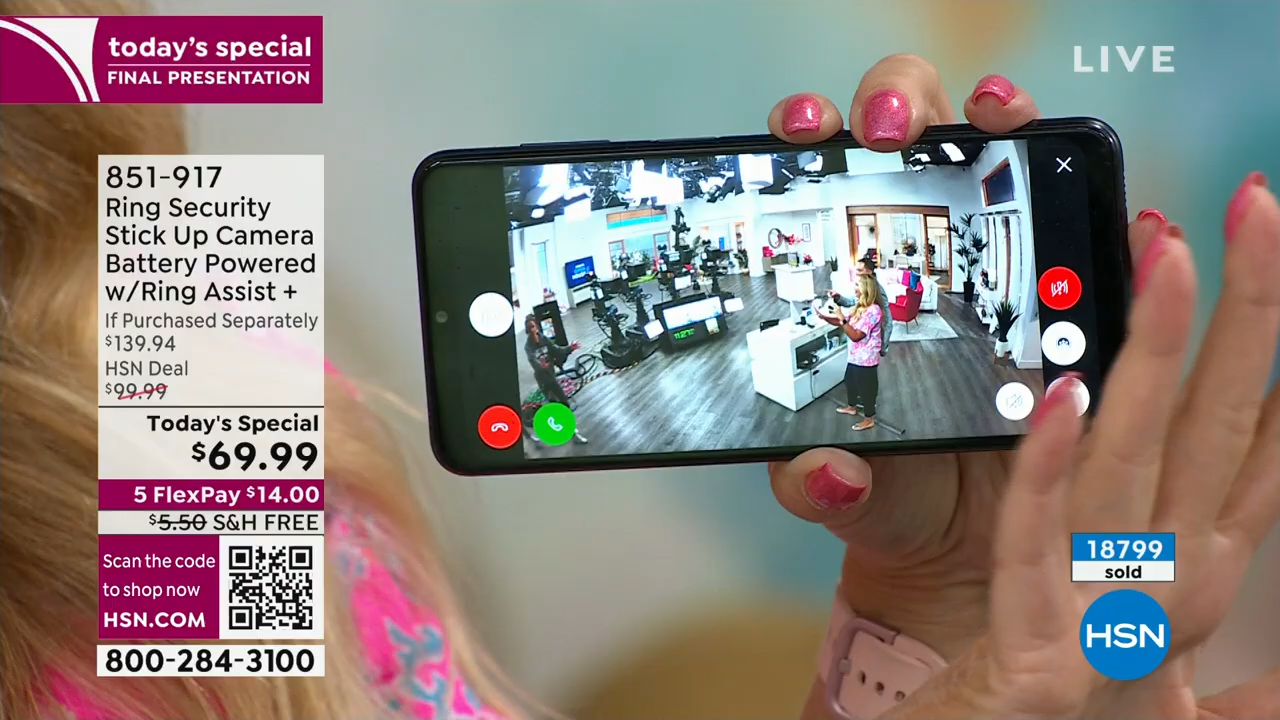 today's special
FINAL PRESENTATION
LIVE
851-917
Ring Security
Stick Up Camera
Battery Powered
w/Ring Assist +
If Purchased Separately
$139.94
HSN Deal
$99.99
Today's Special
$69.99
5 FlexPay $14.00
$5.50 S&H FREE
Scan the code
to shop now
HSN.COM
800-284-3100
18799
sold
HSN